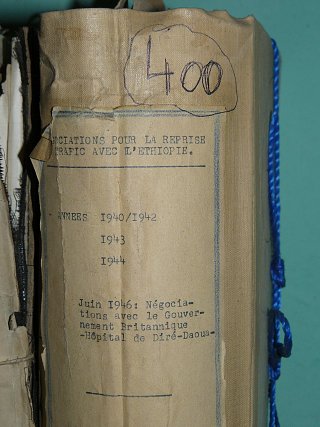 400
OCIATIONS POUR LA REPRISE
TRAFIC AVEC L'ETHIOPIE.
- ANNEES 1940/1942
1943
1944
Juin 1946: Négocia-
tions avec le Gouver-
nement Britannique
-Hôpital de Diré-Daoua-